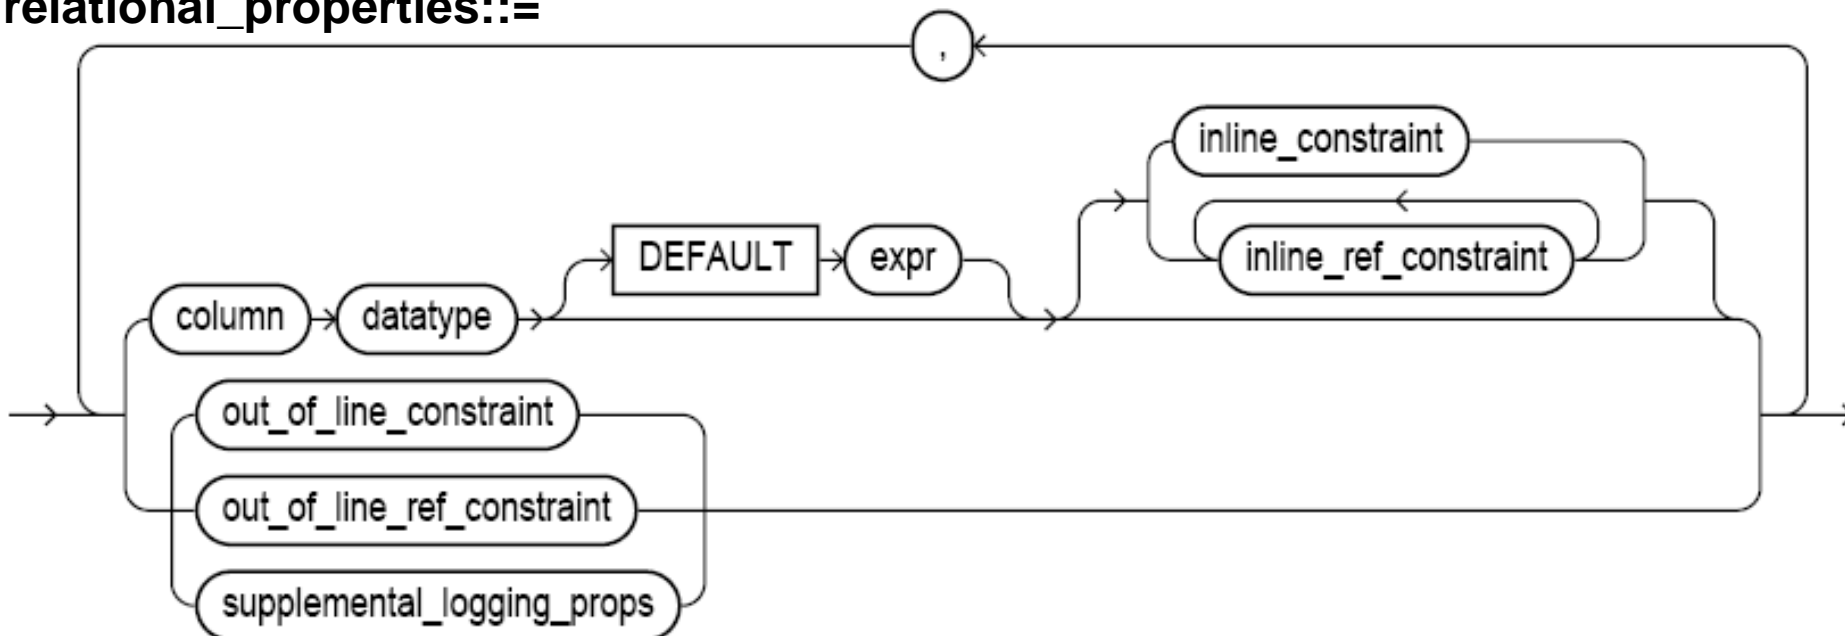 relational_properties::=
,
inline_constraint
inline_ref_constraint
DEFAULT expr
column datatype
out_of_line_constraint
out_of_line_ref_constraint
supplemental_logging_props